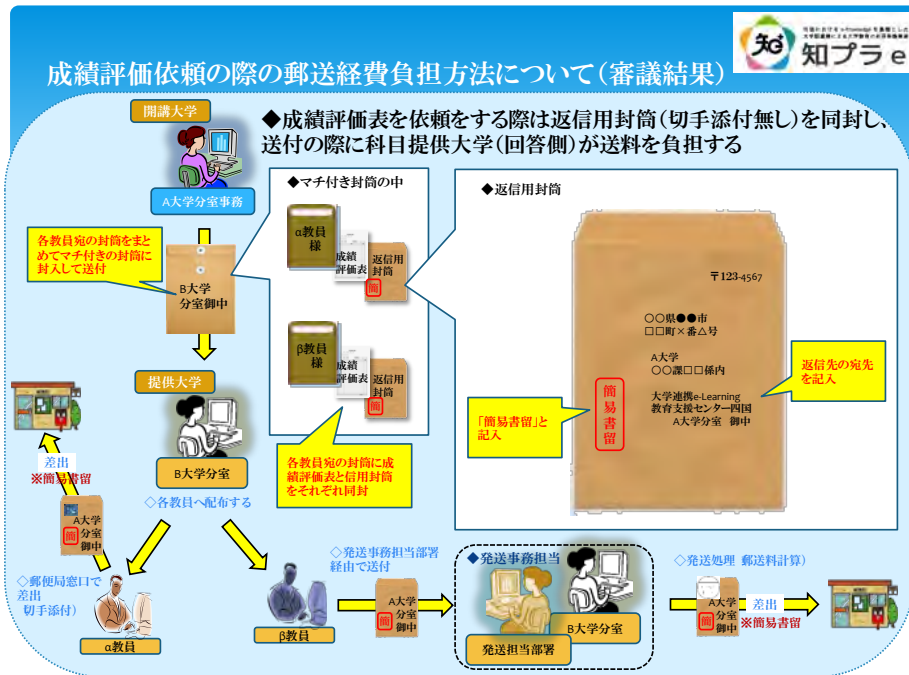 四国における e-Knowledge を基盤とした
知プラ e
成績評価依頼の際の郵送経費負担方法について(審議結果)
開講大学
A大学分室事務
◆成績評価表を依頼をする際は返信用封筒(切手添付無し)を同封し、
送付の際に科目提供大学(回答側)が送料を負担する
各教員宛の封筒をまと
めてマチ付きの封筒に
封入して送付
B大学
分室御中
◆マチ付き封筒の中
α教員
様
成績
評価表
返信用
封筒
簡
β教員
様
成績
評価表
返信用
封筒
簡
各教員宛の封筒に成
績評価表と信用封筒
をそれぞれ同封
◆返信用封筒
〒123-4567
○○県●●市
□□町×番△号
A大学
○○課□□係内
大学連携e-Learning
教育支援センター四国
A大学分室 御中
簡易書留
「簡易書留」と
記入
返信先の宛先
を記入
提供大学
B大学分室
◇各教員へ配布する
差出
※簡易書留
A大学
分室
御中
簡
◇郵便局窓口で
差出
切手添付)
α教員
β教員
◇発送事務担当部署
経由で送付
A大学
分室
御中
簡
◆発送事務担当
B大学分室
発送担当部署
◇発送処理 郵送料計算)
A大学
分室
御中
簡
差出
※簡易書留